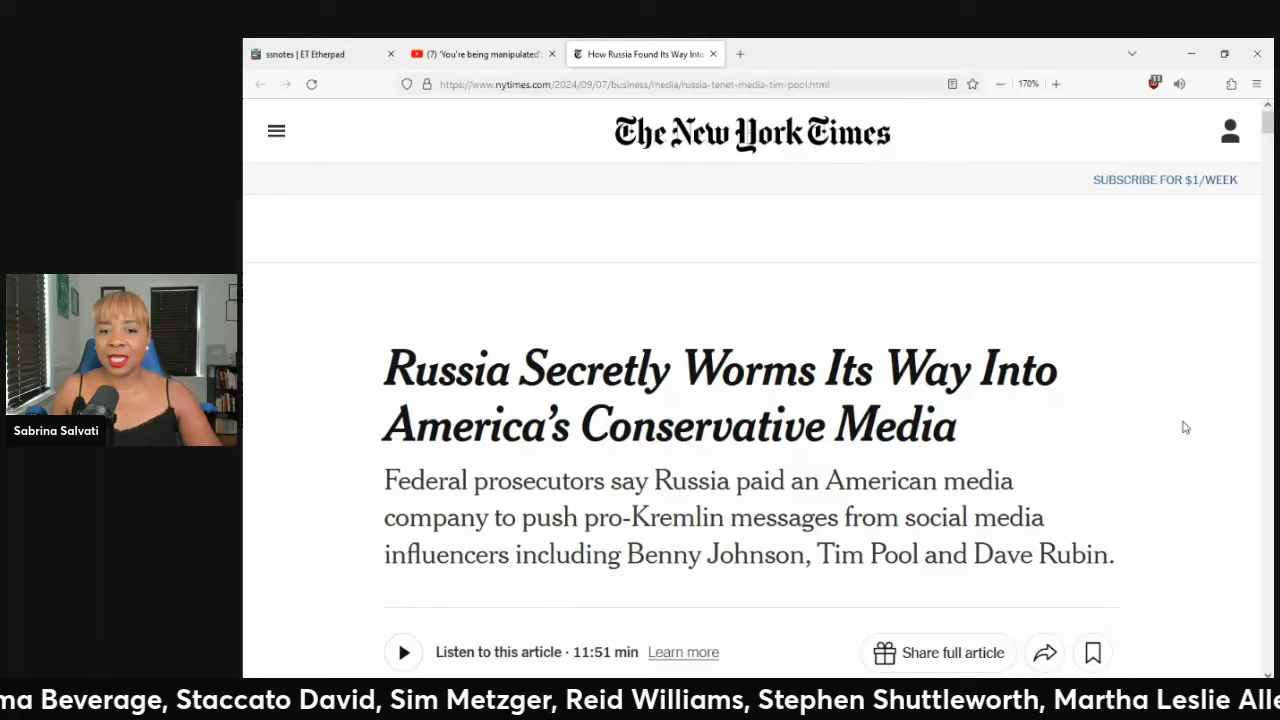 ssnotes | ET Etherpad
(7) 'You're being manipulated'
How Russia Found Its Way Into
https://www.nytimes.com/2024/09/07/business/media/russia-tenet-media-tim-pool.html
170%
The New York Times
SUBSCRIBE FOR $1/WEEK
Russia Secretly Worms Its Way Into
America's Conservative Media
Federal prosecutors say Russia paid an American media
company to push pro-Kremlin messages from social media
influencers including Benny Johnson, Tim Pool and Dave Rubin.
Sabrina Salvati
Listen to this article · 11:51 min Learn more
Share full article
ma Beverage, Staccato David, Sim Metzger, Reid Williams, Stephen Shuttleworth, Martha Leslie Alle